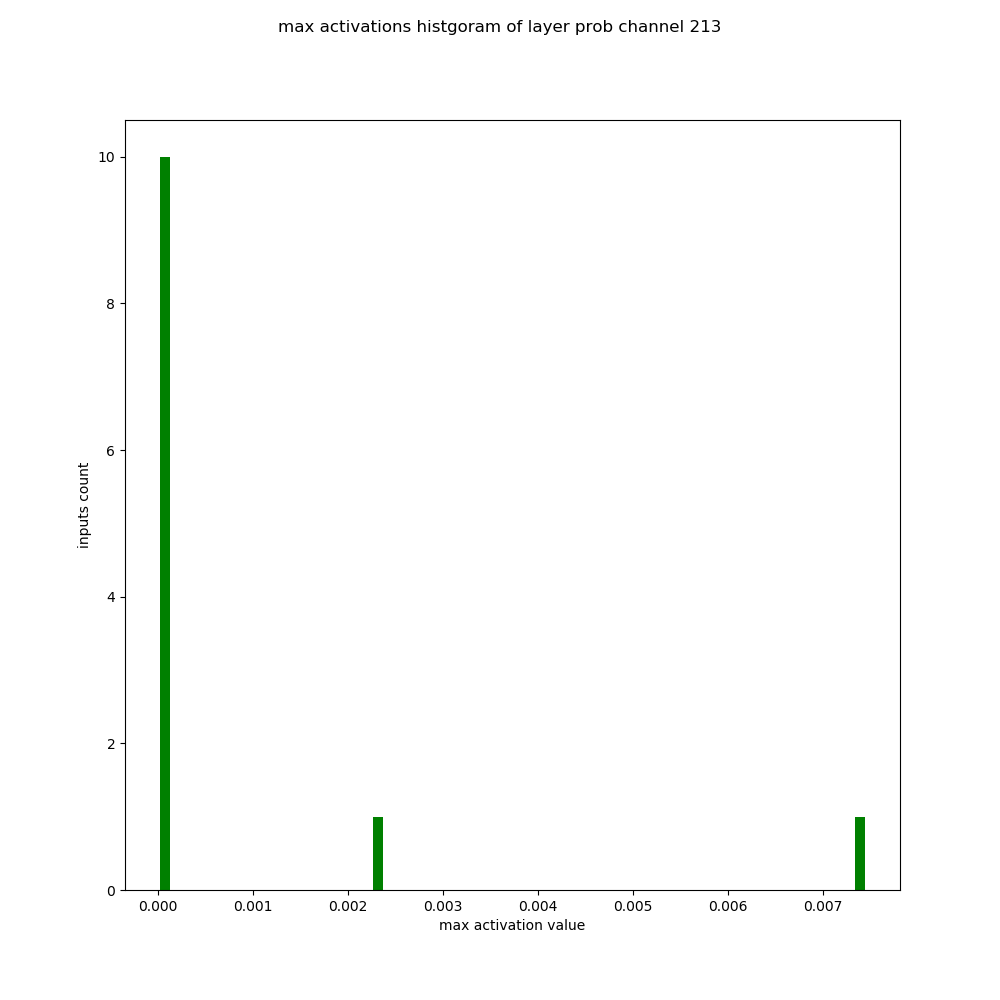 max activations histgoram of layer prob channel 213
10
8
6
4
2
0
inputs count
0.000 0.001 0.002 0.003 0.004 0.005 0.006 0.007
max activation value